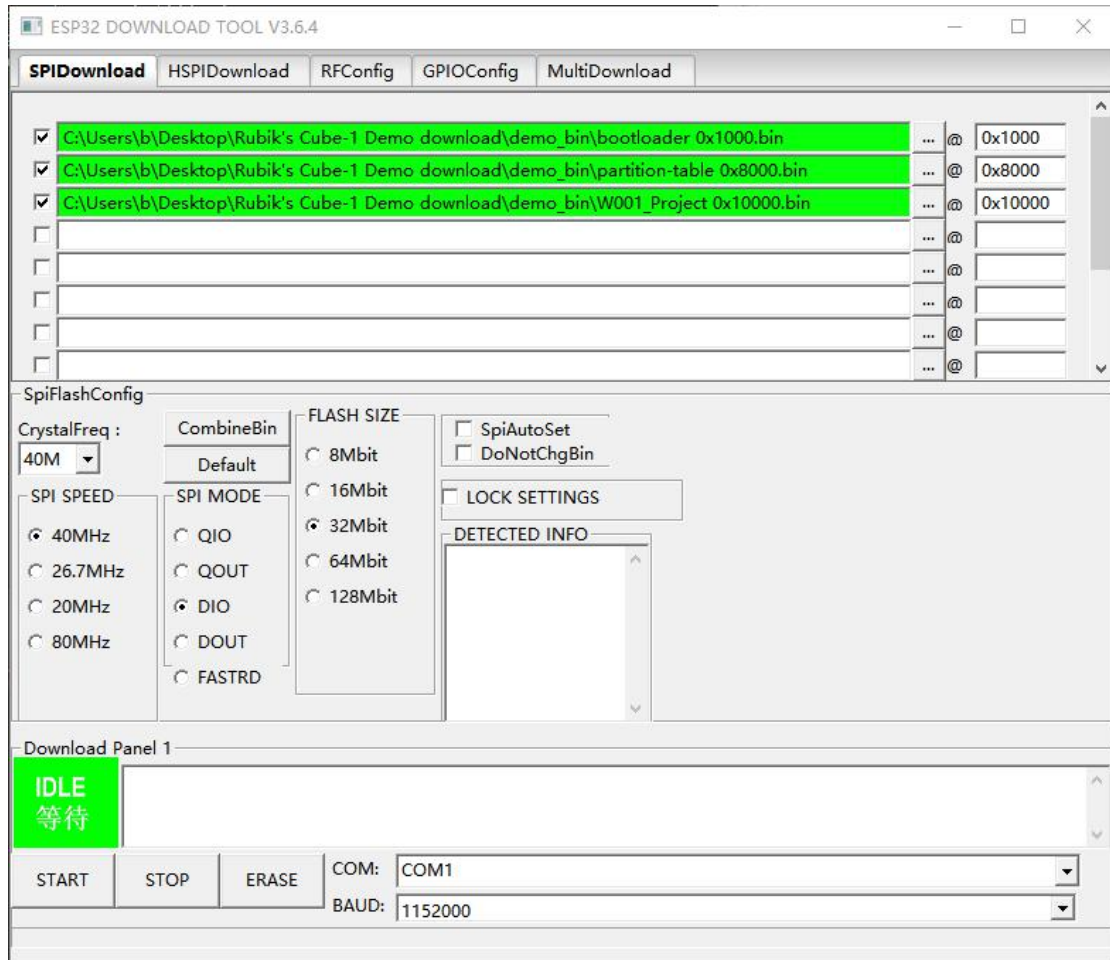 ESP32 DOWNLOAD TOOL V3.6.4
SPIDownload HSPIDownload RFConfig GPIOConfig MultiDownload
C:\Users\b\Desktop\Rubik's Cube-1 Demo download\demo_bin\bootloader 0x1000.bin ... @ 0x1000
C:\Users\b\Desktop\Rubik's Cube-1 Demo download\demo_bin\partition-table 0x8000.bin ... @ 0x8000
C:\Users\b\Desktop\Rubik's Cube-1 Demo download\demo_bin\W001_Project 0x10000.bin ... @ 0x10000
... @
... @
... @
... @
... @
SpiFlashConfig
CrystalFreq :
40M
CombineBin
Default
SPI SPEED
40MHz
26.7MHz
20MHz
80MHz
SPI MODE
QIO
QOUT
DIO
DOUT
FASTRD
FLASH SIZE
8Mbit
16Mbit
32Mbit
64Mbit
128Mbit
SpiAutoSet
DoNotChgBin
LOCK SETTINGS
DETECTED INFO
Download Panel 1
IDLE
等待
START STOP ERASE
COM: COM1
BAUD: 1152000